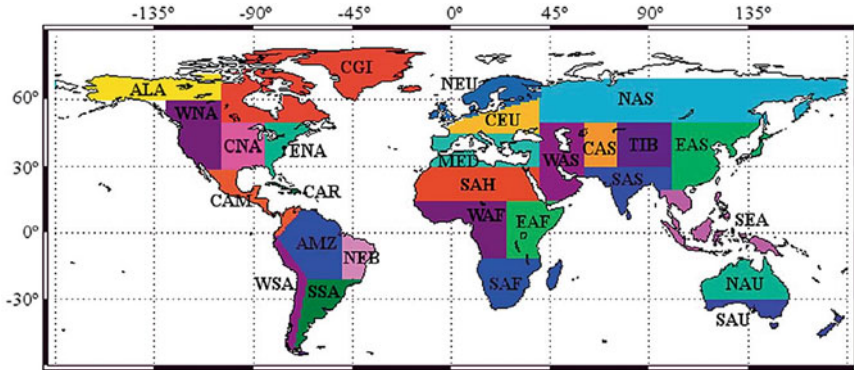 -135° -90° -45° 0° 45° 90° 135°
CGI
NEU
ALA NAS
60°
WNA CEU
CNA ENA CAS TIB EAS
MED WAS
30°
SAH SAS
CAM CAR
WAF EAF SEA
0°
AMZ NEB
WSA SSA SAF NAU
-30°
SAU